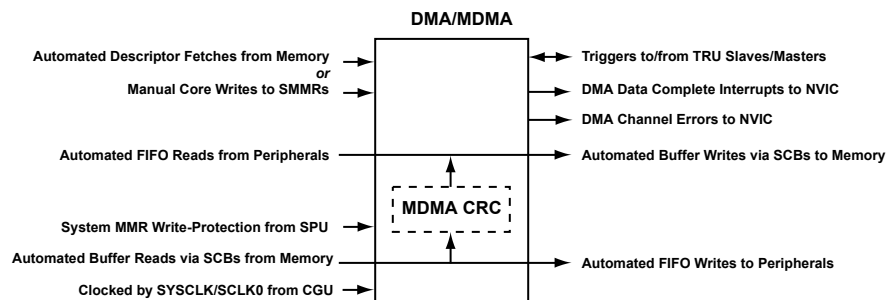 DMA/MDMA
Automated Descriptor Fetches from Memory
or
Manual Core Writes to SMMRs
Triggers to/from TRU Slaves/Masters
DMA Data Complete Interrupts to NVIC
DMA Channel Errors to NVIC
Automated FIFO Reads from Peripherals
Automated Buffer Writes via SCBs to Memory
MDMA CRC
System MMR Write-Protection from SPU
Automated Buffer Reads via SCBs from Memory
Automated FIFO Writes to Peripherals
Clocked by SYSCLK/SCLK0 from CGU